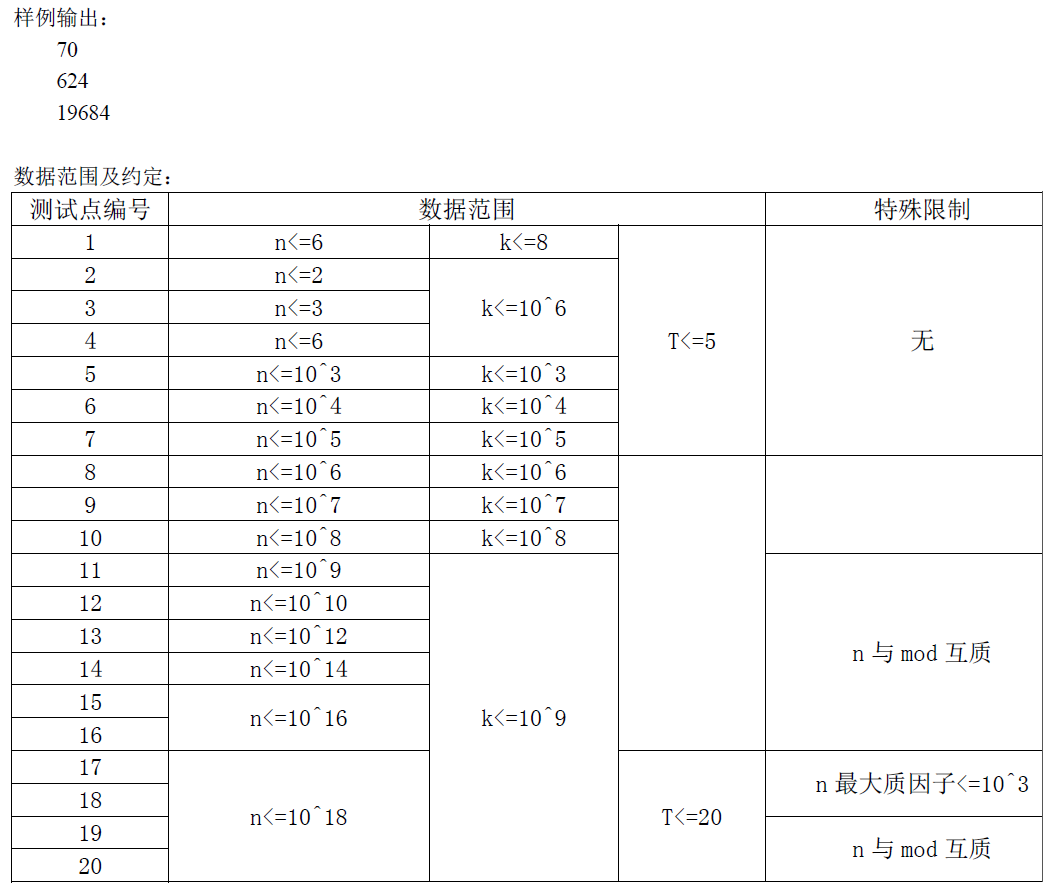 样例输出：
70
624
19684
数据范围及约定：
测试点编号 数据范围 特殊限制
1 n<=6 k<=8
2 n<=2
3 n<=3 k<=10^6
4 n<=6 T<=5 无
5 n<=10^3 k<=10^3
6 n<=10^4 k<=10^4
7 n<=10^5 k<=10^5
8 n<=10^6 k<=10^6
9 n<=10^7 k<=10^7
10 n<=10^8 k<=10^8
11 n<=10^9
12 n<=10^10
13 n<=10^12
n 与 mod 互质
14 n<=10^14
15
n<=10^16 k<=10^9
16
17
n 最大质因子<=10^3
18
n<=10^18 T<=20
19
n 与 mod 互质
20